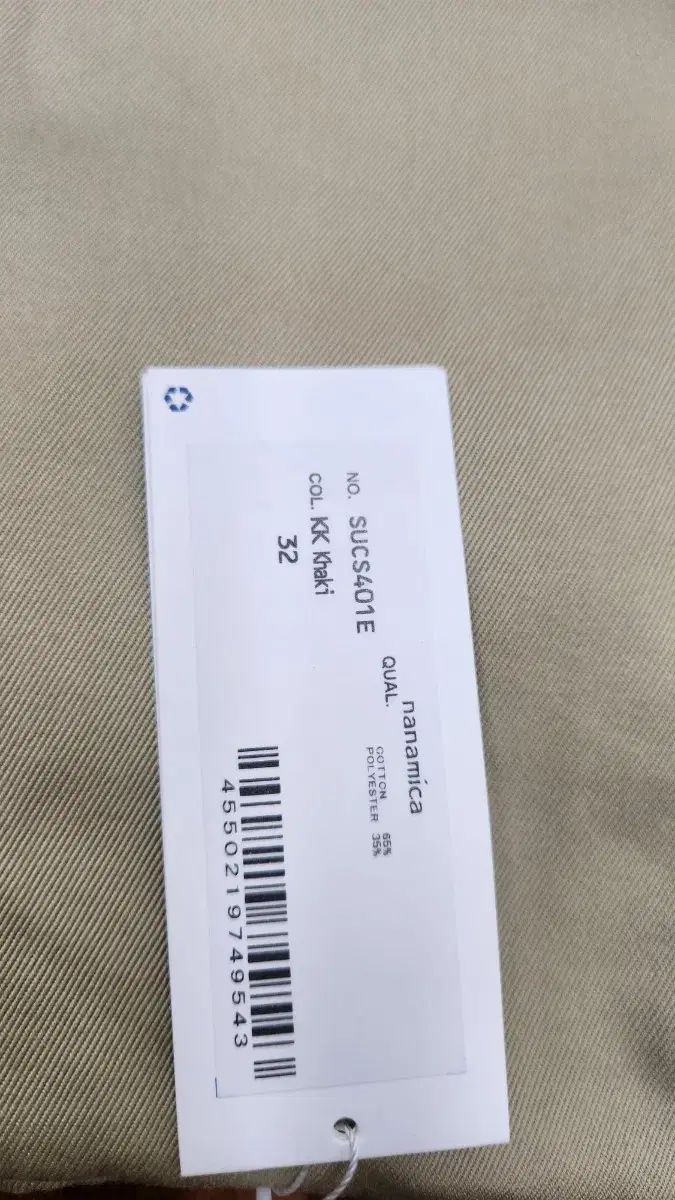 nanamica
QUAL. COTTON 65%
POLYESTER 35%
NO. SUCS401E
COL. KK Khaki
32
4550219749543